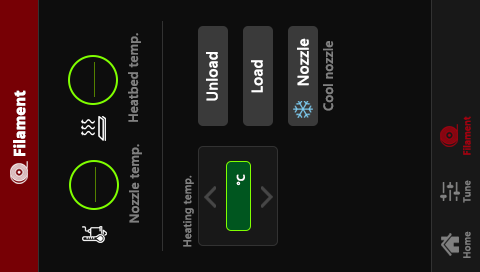 Filament
Nozzle temp.
Heatbed temp.
Heating temp.
°C
Unload
Load
Nozzle
Cool nozzle
Home
Tune
Filament